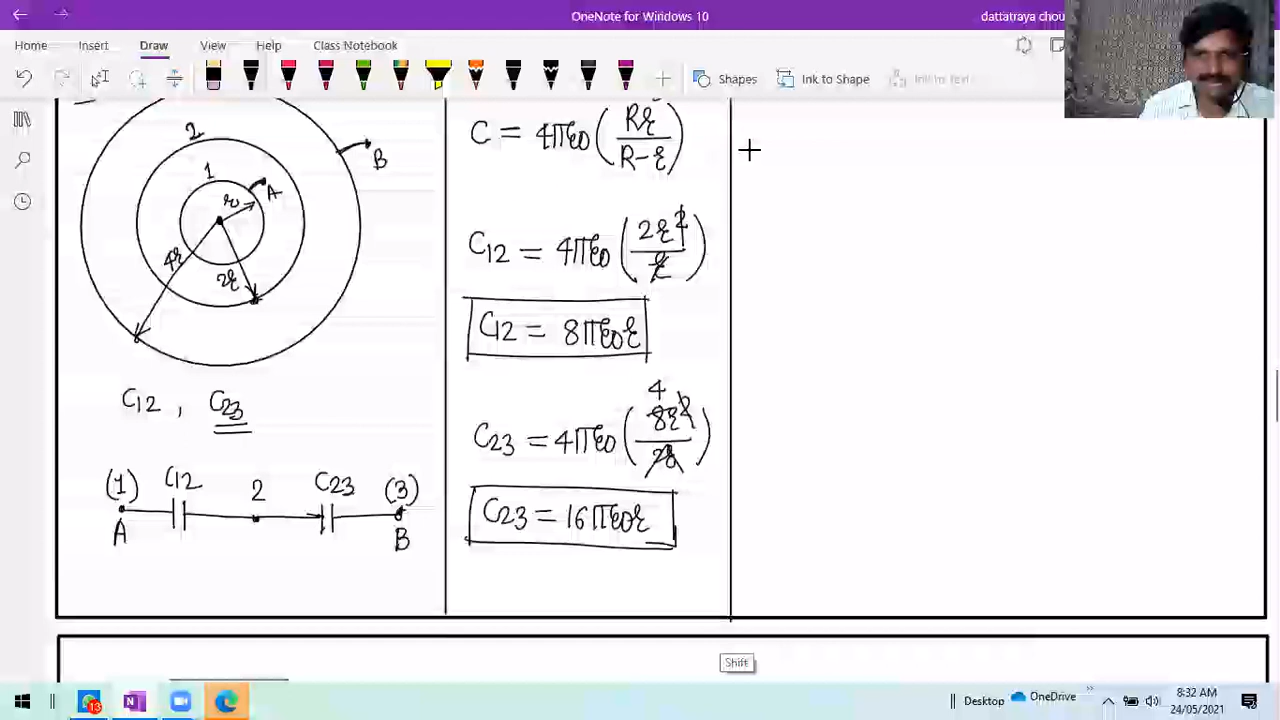 OneNote for Windows 10
dattatraya chou
Home Insert Draw View Help Class Notebook
Shapes Ink to Shape Ink to Text
2
1
B
A
r
4r
2r
C12 , C23
(1) C12 2 C23 (3)
A B
C = 4πε0 (Rr / R-r)
C12 = 4πε0 (2r² / r)
C12 = 8πε0r
4
C23 = 4πε0 (8r² / 2r)
C23 = 16πε0r
Shift
13
Desktop OneDrive
8:32 AM
24/05/2021